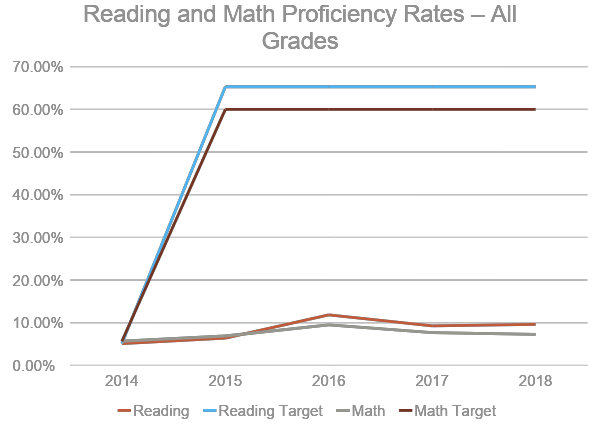 Reading and Math Proficiency Rates – All
Grades
70.00%
60.00%
50.00%
40.00%
30.00%
20.00%
10.00%
0.00%
2014 2015 2016 2017 2018
Reading Reading Target Math Math Target